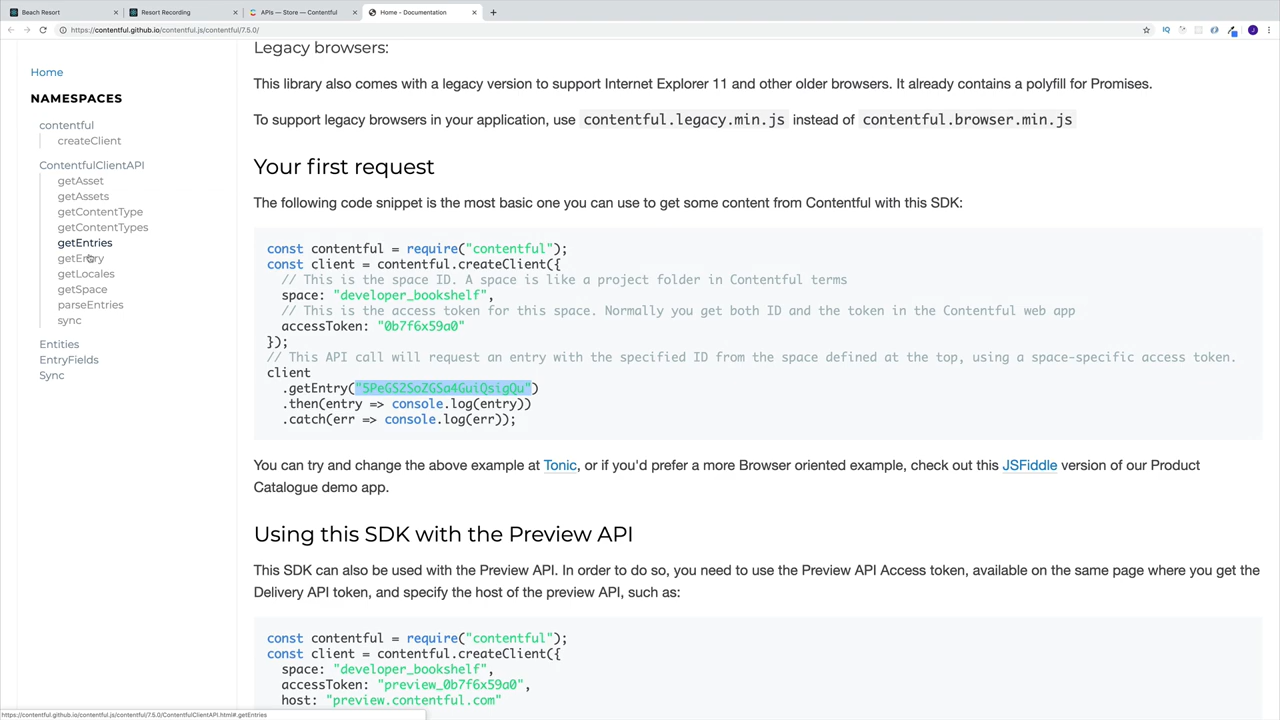 Beach Resort
Resort Recording
APIs — Store — Contentful
Home - Documentation
https://contentful.github.io/contentful.js/contentful/7.5.0/
Home
NAMESPACES
contentful
createClient
ContentfulClientAPI
getAsset
getAssets
getContentType
getContentTypes
getEntries
getEntry
getLocales
getSpace
parseEntries
sync
Entities
EntryFields
Sync
Legacy browsers:
This library also comes with a legacy version to support Internet Explorer 11 and other older browsers. It already contains a polyfill for Promises.
To support legacy browsers in your application, use contentful.legacy.min.js instead of contentful.browser.min.js
Your first request
The following code snippet is the most basic one you can use to get some content from Contentful with this SDK:
const contentful = require("contentful");
const client = contentful.createClient({
// This is the space ID. A space is like a project folder in Contentful terms
space: "developer_bookshelf",
// This is the access token for this space. Normally you get both ID and the token in the Contentful web app
accessToken: "0b7f6x59a0"
});
// This API call will request an entry with the specified ID from the space defined at the top, using a space-specific access token.
client
.getEntry("5PeGS2SoZGSa4GuiQsigQu")
.then(entry => console.log(entry))
.catch(err => console.log(err));
You can try and change the above example at Tonic, or if you'd prefer a more Browser oriented example, check out this JSFiddle version of our Product
Catalogue demo app.
Using this SDK with the Preview API
This SDK can also be used with the Preview API. In order to do so, you need to use the Preview API Access token, available on the same page where you get the
Delivery API token, and specify the host of the preview API, such as:
const contentful = require("contentful");
const client = contentful.createClient({
space: "developer_bookshelf",
accessToken: "preview_0b7f6x59a0",
host: "preview.contentful.com"
https://contentful.github.io/contentful.js/contentful/7.5.0/ContentfulClientAPI.html#.getEntries